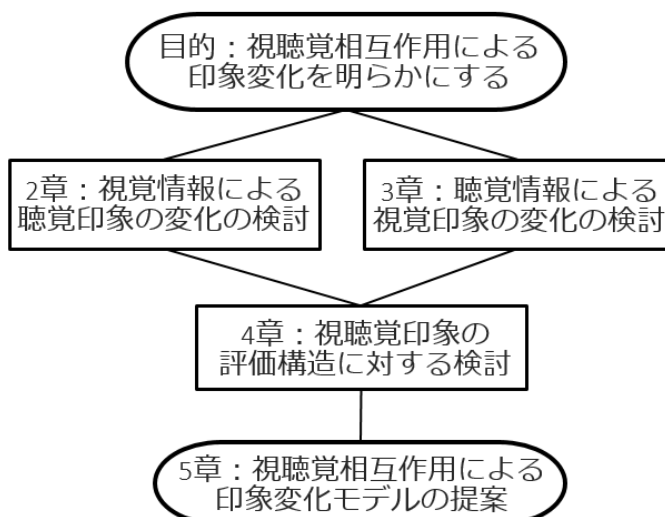 目的：視聴覚相互作用による
印象変化を明らかにする
2章：視覚情報による
聴覚印象の変化の検討
3章：聴覚情報による
視覚印象の変化の検討
4章：視聴覚印象の
評価構造に対する検討
5章：視聴覚相互作用による
印象変化モデルの提案